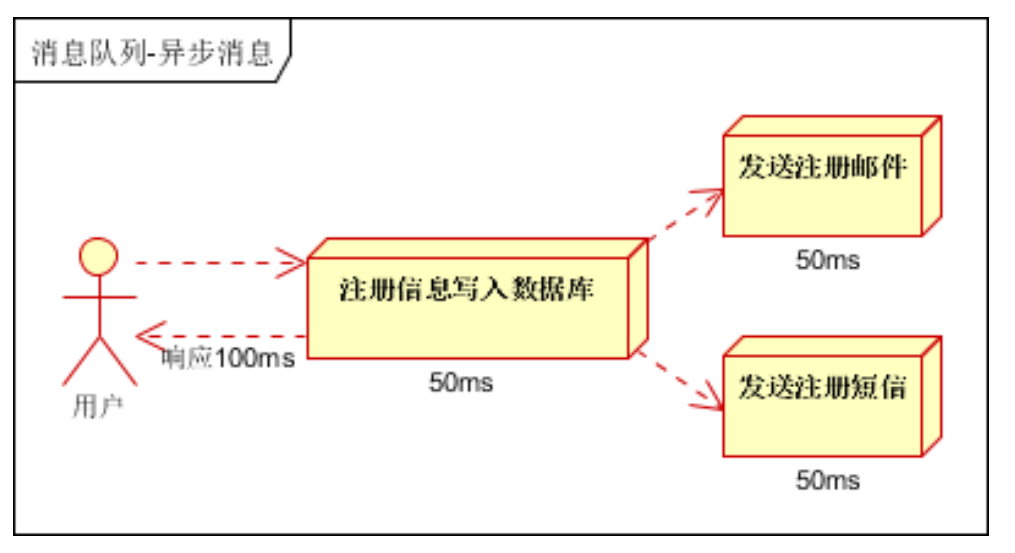 消息队列-异步消息
发送注册邮件
50ms
注册信息写入数据库
响应100ms
50ms
用户
发送注册短信
50ms